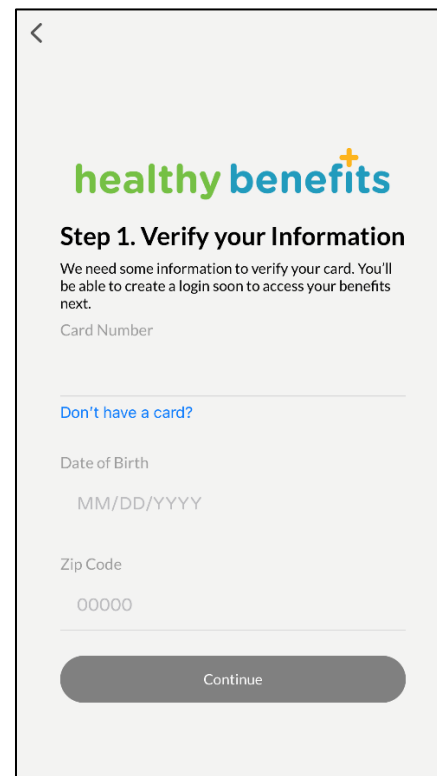 healthy benefits
Step 1. Verify your Information
We need some information to verify your card. You'll
be able to create a login soon to access your benefits
next.
Card Number
Don't have a card?
Date of Birth
MM/DD/YYYY
Zip Code
00000
Continue